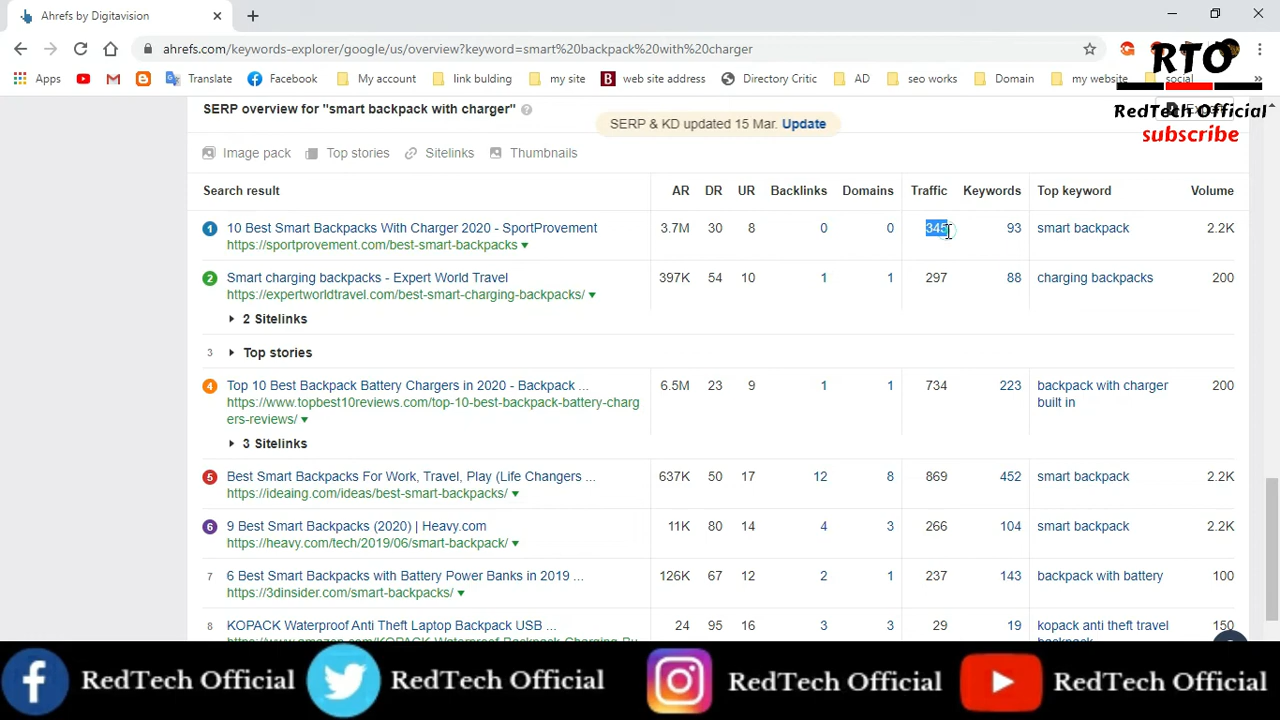 Ahrefs by Digitavision
ahrefs.com/keywords-explorer/google/us/overview?keyword=smart%20backpack%20with%20charger
Apps
Translate
Facebook
My account
link bulding
my site
web site address
Directory Critic
AD
seo works
Domain
my website
social
RTO
RedTech Official
subscribe
SERP overview for "smart backpack with charger"
SERP & KD updated 15 Mar. Update
Image pack Top stories Sitelinks Thumbnails
Search result AR DR UR Backlinks Domains Traffic Keywords Top keyword Volume
1 10 Best Smart Backpacks With Charger 2020 - SportProvement 3.7M 30 8 0 0 345 93 smart backpack 2.2K
https://sportprovement.com/best-smart-backpacks
2 Smart charging backpacks - Expert World Travel 397K 54 10 1 1 297 88 charging backpacks 200
https://expertworldtravel.com/best-smart-charging-backpacks/
2 Sitelinks
3 Top stories
4 Top 10 Best Backpack Battery Chargers in 2020 - Backpack ... 6.5M 23 9 1 1 734 223 backpack with charger 200
https://www.topbest10reviews.com/top-10-best-backpack-battery-charg built in
ers-reviews/
3 Sitelinks
5 Best Smart Backpacks For Work, Travel, Play (Life Changers ... 637K 50 17 12 8 869 452 smart backpack 2.2K
https://ideaing.com/ideas/best-smart-backpacks/
6 9 Best Smart Backpacks (2020) | Heavy.com 11K 80 14 4 3 266 104 smart backpack 2.2K
https://heavy.com/tech/2019/06/smart-backpack/
7 6 Best Smart Backpacks with Battery Power Banks in 2019 ... 126K 67 12 2 1 237 143 backpack with battery 100
https://3dinsider.com/smart-backpacks/
8 KOPACK Waterproof Anti Theft Laptop Backpack USB ... 24 95 16 3 3 29 19 kopack anti theft travel 150
RedTech Official RedTech Official RedTech Official RedTech Official